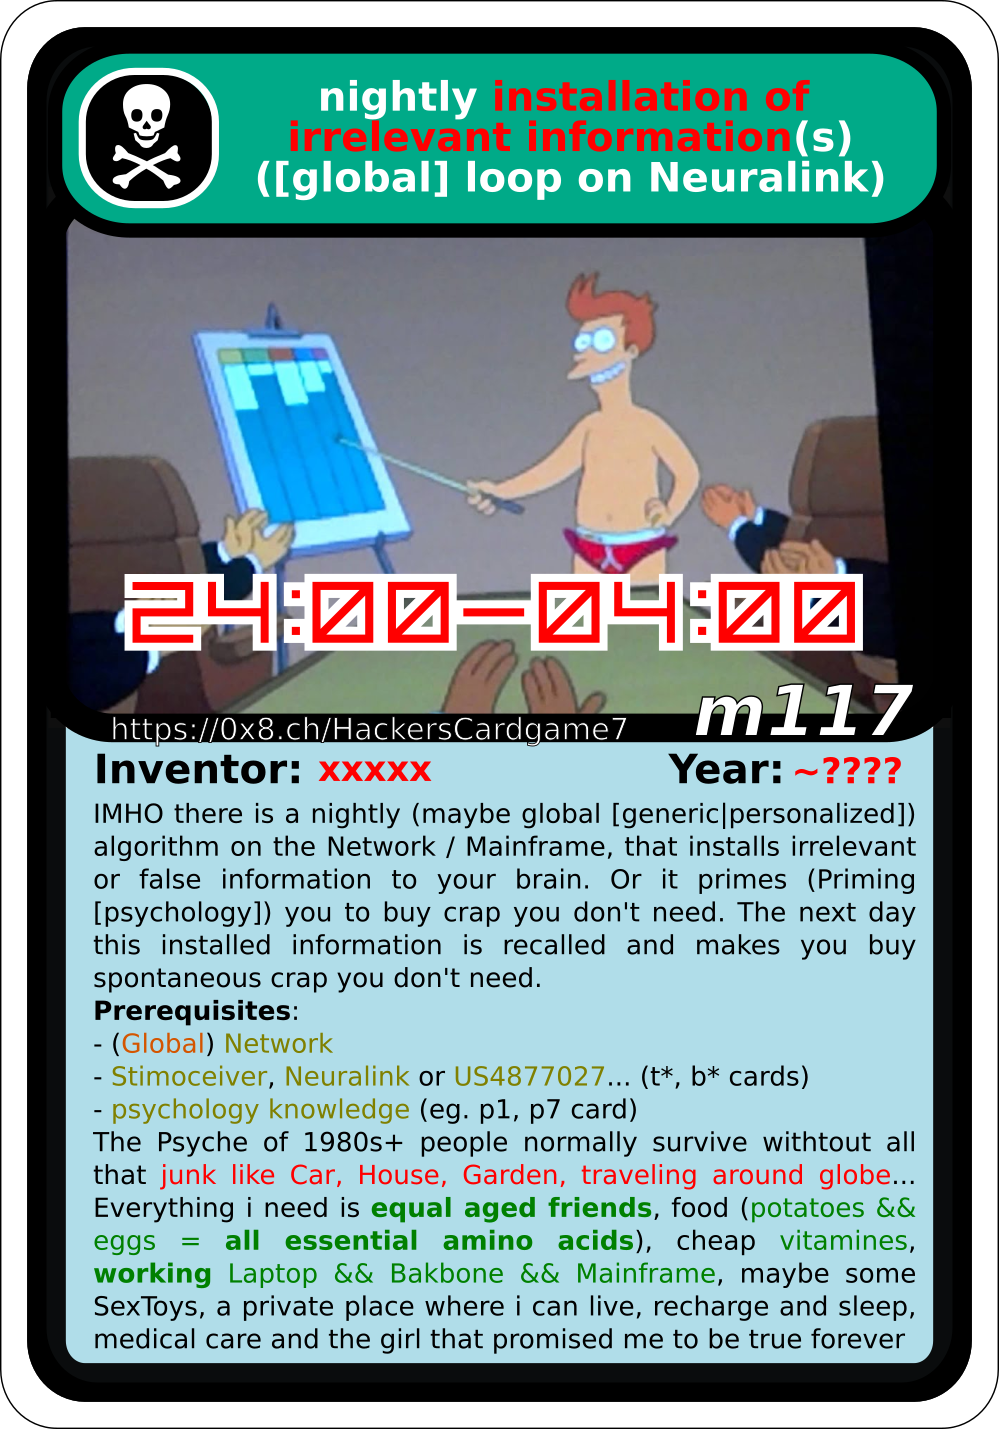 nightly installation of
irrelevant information(s)
([global] loop on Neuralink)
24:00-04:00
m117
https://0x8.ch/HackersCardgame7
Inventor: xxxxx Year: ~????
IMHO there is a nightly (maybe global [generic|personalized])
algorithm on the Network / Mainframe, that installs irrelevant
or false information to your brain. Or it primes (Priming
[psychology]) you to buy crap you don't need. The next day
this installed information is recalled and makes you buy
spontaneous crap you don't need.
Prerequisites:
- (Global) Network
- Stimoceiver, Neuralink or US4877027... (t*, b* cards)
- psychology knowledge (eg. p1, p7 card)
The Psyche of 1980s+ people normally survive withtout all
that junk like Car, House, Garden, traveling around globe...
Everything i need is equal aged friends, food (potatoes &&
eggs = all essential amino acids), cheap vitamines,
working Laptop && Bakbone && Mainframe, maybe some
SexToys, a private place where i can live, recharge and sleep,
medical care and the girl that promised me to be true forever